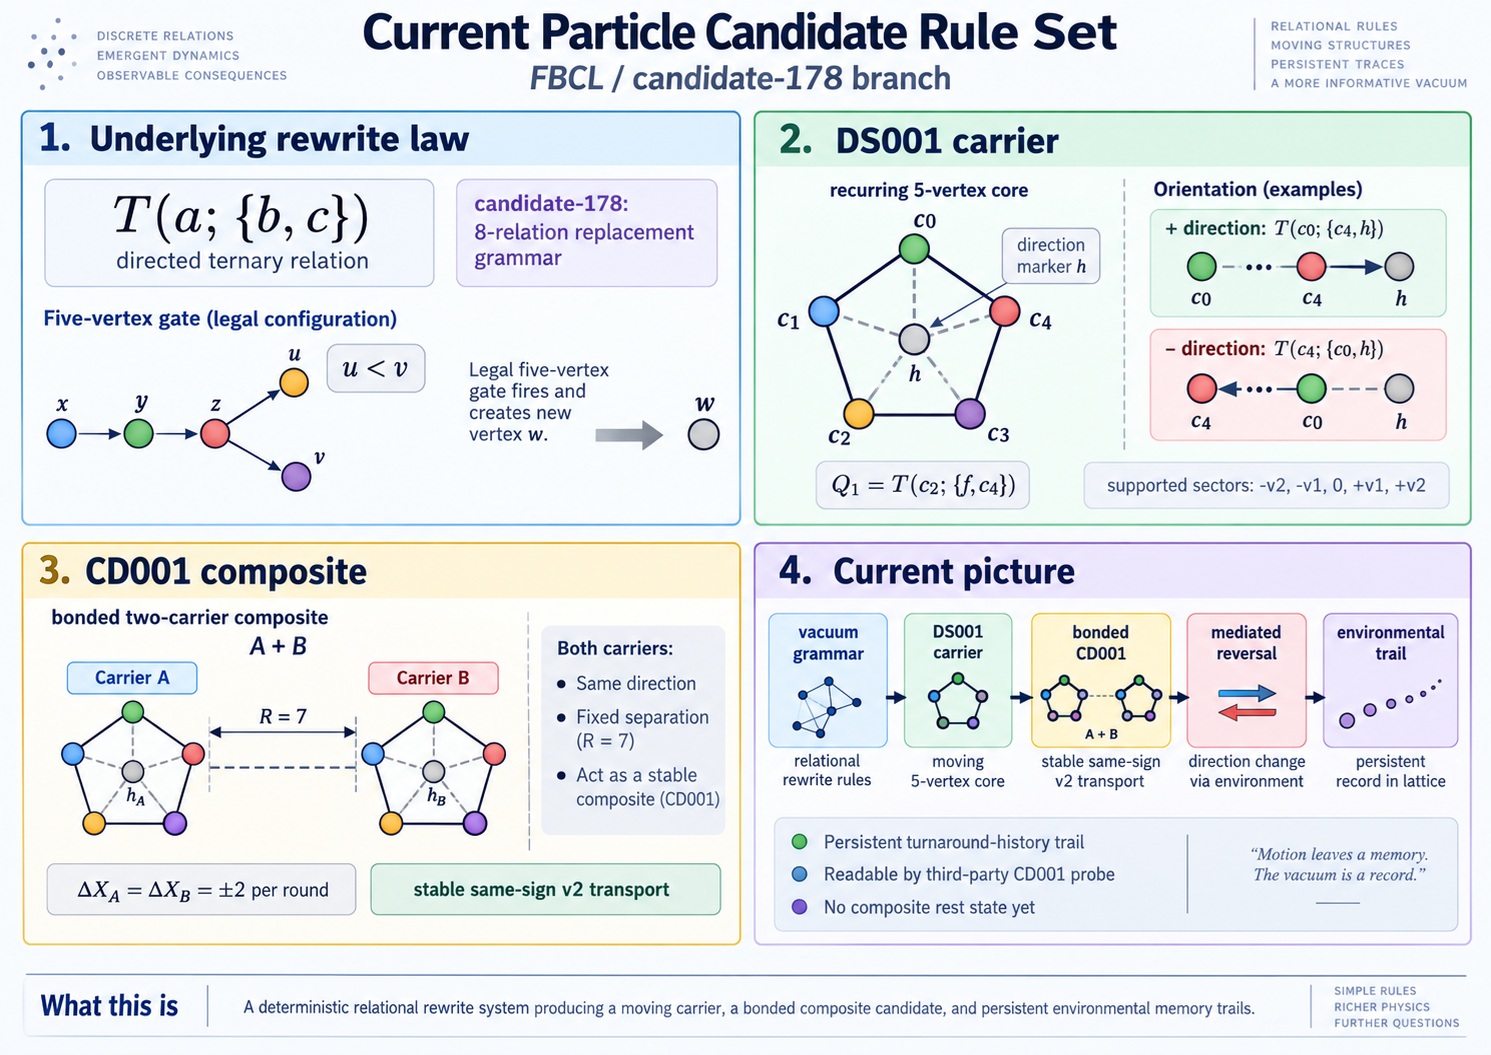 DISCRETE RELATIONS
EMERGENT DYNAMICS
OBSERVABLE CONSEQUENCES
Current Particle Candidate Rule Set
FBCL / candidate-178 branch
RELATIONAL RULES
MOVING STRUCTURES
PERSISTENT TRACES
A MORE INFORMATIVE VACUUM
1. Underlying rewrite law
T(a; {b, c})
directed ternary relation
candidate-178:
8-relation replacement
grammar
Five-vertex gate (legal configuration)
x
y
z
u
v
u < v
Legal five-vertex
gate fires and
creates new
vertex w.
w
2. DS001 carrier
recurring 5-vertex core
c0
c1
c2
c3
c4
h
direction
marker h
Q1 = T(c2; {f, c4})
Orientation (examples)
+ direction: T(c0; {c4, h})
c0 c4 h
– direction: T(c4; {c0, h})
c4 c0 h
supported sectors: -v2, -v1, 0, +v1, +v2
3. CD001 composite
bonded two-carrier composite
A + B
Carrier A
Carrier B
R = 7
hA
hB
Both carriers:
• Same direction
• Fixed separation
(R = 7)
• Act as a stable
composite (CD001)
ΔXA = ΔXB = ±2 per round
stable same-sign v2 transport
4. Current picture
vacuum
grammar
relational
rewrite rules
DS001
carrier
moving
5-vertex core
bonded
CD001
A + B
stable same-sign
v2 transport
mediated
reversal
direction change
via environment
environmental
trail
persistent
record in lattice
Persistent turnaround-history trail
Readable by third-party CD001 probe
No composite rest state yet
“Motion leaves a memory.
The vacuum is a record.”
What this is
A deterministic relational rewrite system producing a moving carrier, a bonded composite candidate, and persistent environmental memory trails.
SIMPLE RULES
RICHER PHYSICS
FURTHER QUESTIONS